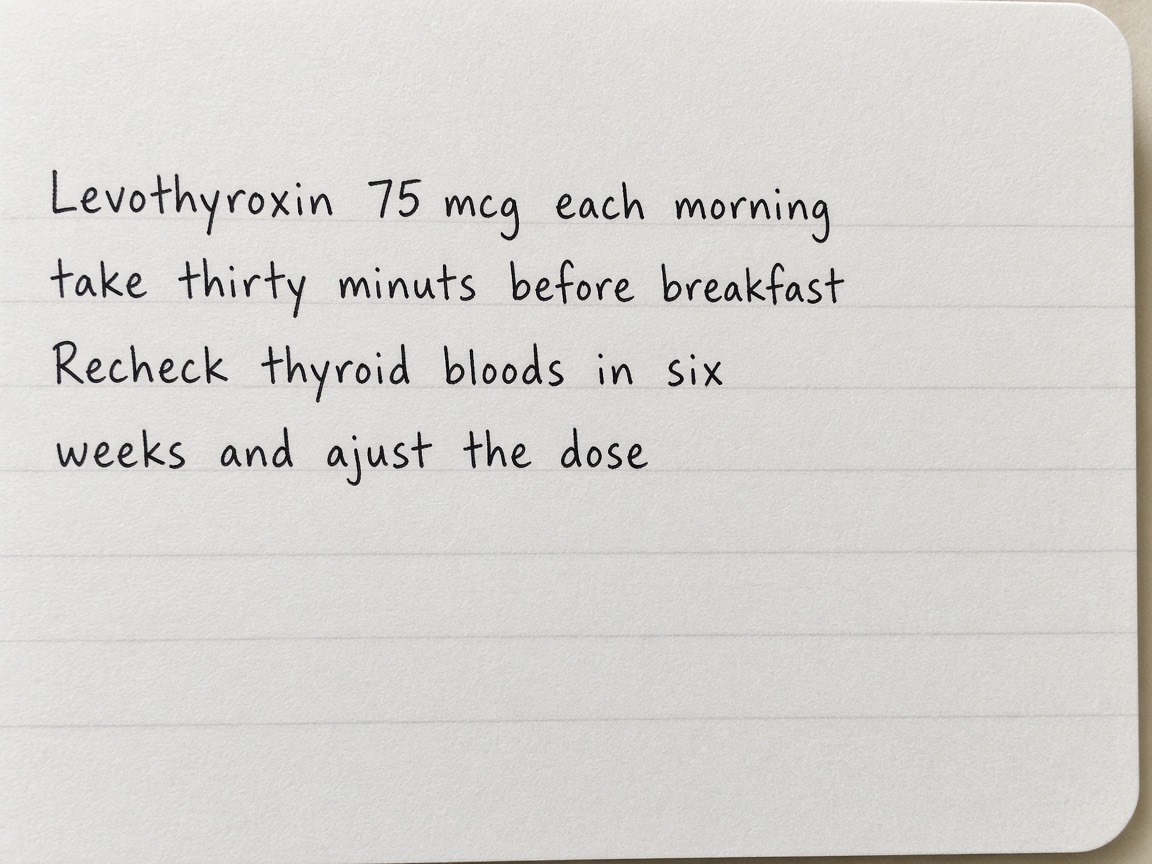 Levothyroxin 75 mcg each morning
take thirty minuts before breakfast
Recheck thyroid bloods in six
weeks and ajust the dose